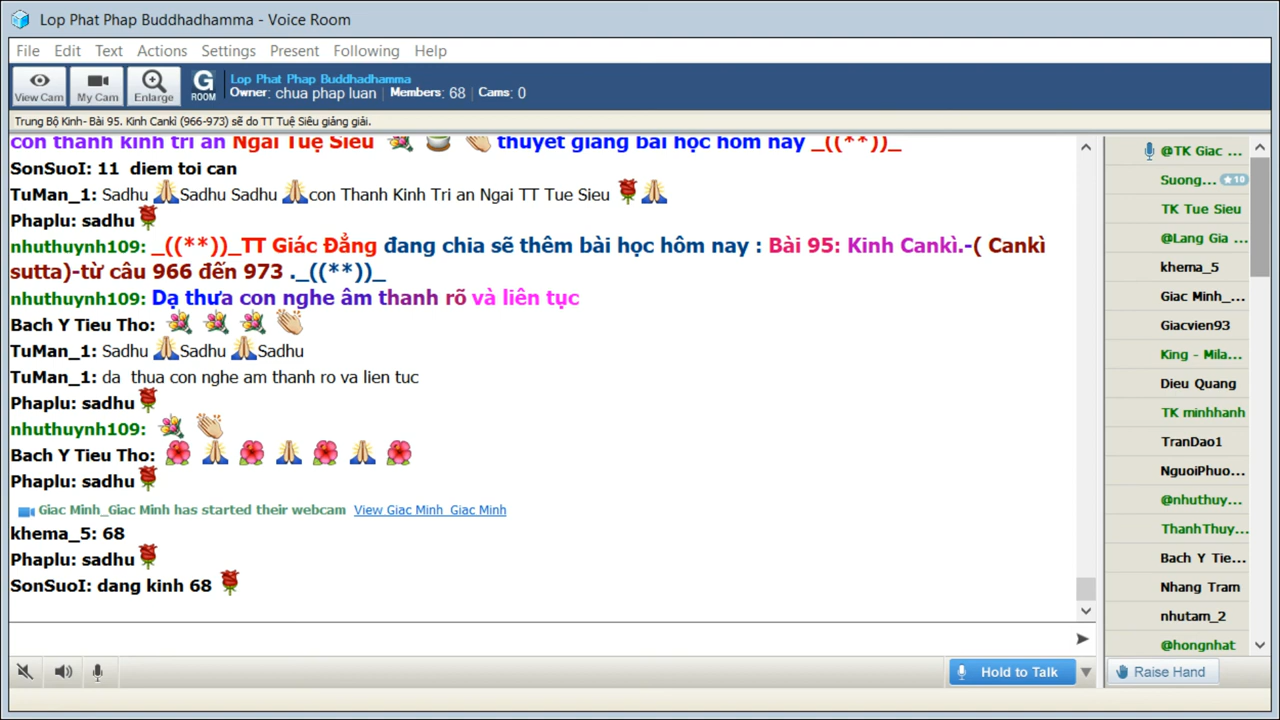 Lop Phat Phap Buddhadhamma - Voice Room
File Edit Text Actions Settings Present Following Help
View Cam My Cam Enlarge G ROOM
Lop Phat Phap Buddhadhamma
Owner: chua phap luan Members: 68 Cams: 0
Trung Bộ Kinh- Bài 95. Kinh Cankì (966-973) sẽ do TT Tuệ Siêu giảng giải.
con thành kính tri ân Ngài Tuệ Siêu thuyết giảng bài học hôm nay _((**))_
SonSuoI: 11 diem toi can
TuMan_1: Sadhu Sadhu Sadhu con Thanh Kinh Tri an Ngai TT Tue Sieu
Phaplu: sadhu
nhuthuynh109: _((**))_TT Giác Đẳng đang chia sẽ thêm bài học hôm nay : Bài 95: Kinh Cankì.-( Cankì
sutta)-từ câu 966 đến 973 ._((**))_
nhuthuynh109: Dạ thưa con nghe âm thanh rõ và liên tục
Bach Y Tieu Tho:
TuMan_1: Sadhu Sadhu Sadhu
TuMan_1: da thua con nghe am thanh ro va lien tuc
Phaplu: sadhu
nhuthuynh109:
Bach Y Tieu Tho:
Phaplu: sadhu
Giac Minh_Giac Minh has started their webcam View Giac Minh_Giac Minh
khema_5: 68
Phaplu: sadhu
SonSuoI: dang kinh 68
Hold to Talk
@TK Giac ...
Suong... ★10
TK Tue Sieu
@Lang Gia ...
khema_5
Giac Minh_...
Giacvien93
King - Mila...
Dieu Quang
TK minhhanh
TranDao1
NguoiPhuo...
@nhuthuy...
ThanhThuy...
Bach Y Tie...
Nhang Tram
nhutam_2
@hongnhat
Raise Hand